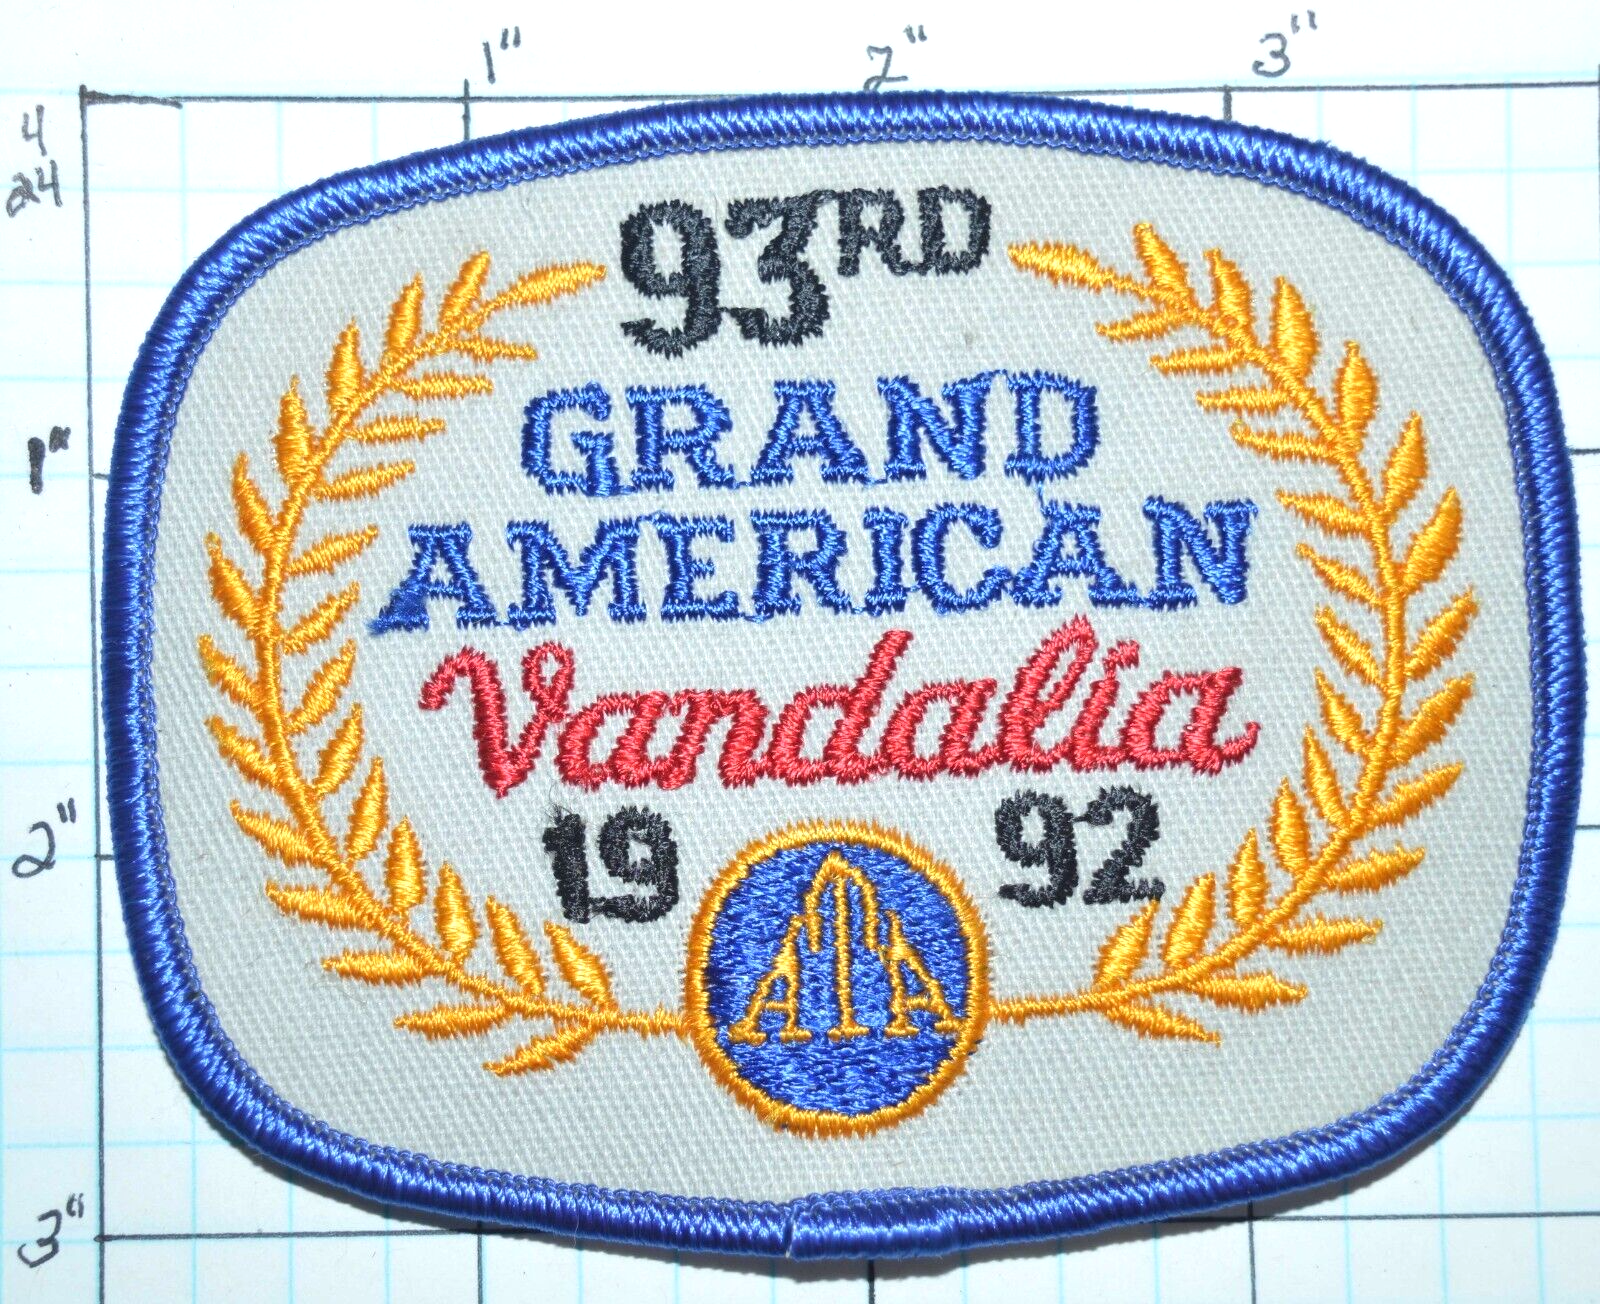 1" 2" 3"
4
24
1"
2"
3"
93RD
GRAND
AMERICAN
Vandalia
19 92
ATA